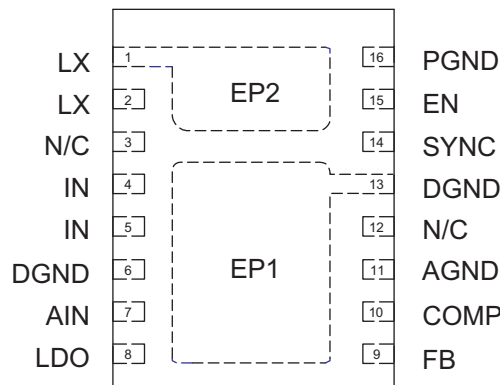 LX 1 EP2 16 PGND
LX 2 15 EN
N/C 3 14 SYNC
IN 4 13 DGND
IN 5 EP1 12 N/C
DGND 6 11 AGND
AIN 7 10 COMP
LDO 8 9 FB